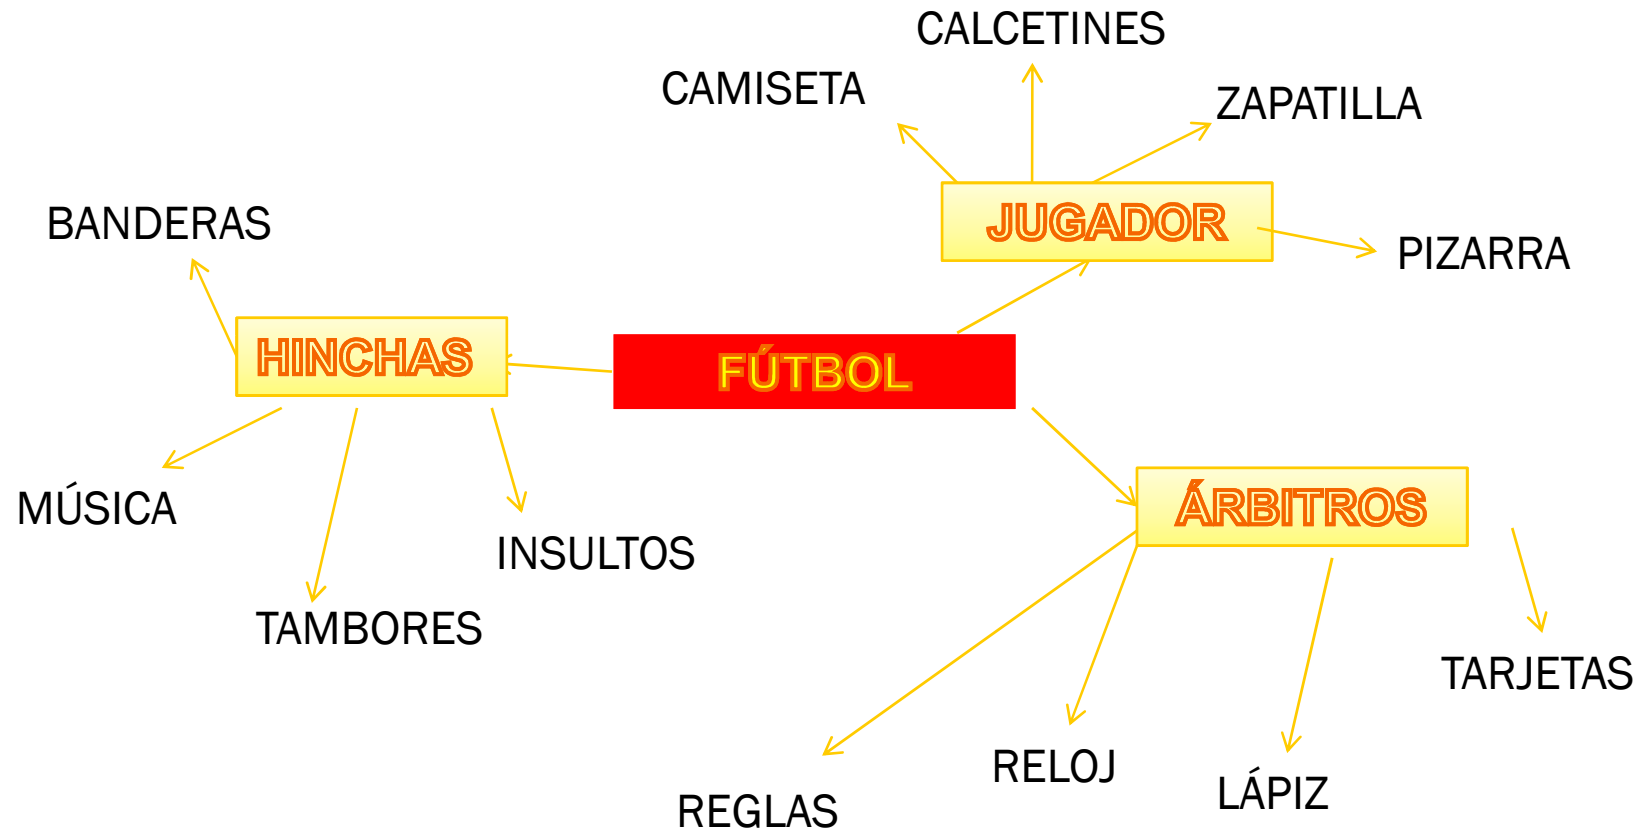 CALCETINES
CAMISETA
ZAPATILLA
BANDERAS
JUGADOR
PIZARRA
HINCHAS
FÚTBOL
MÚSICA
ÁRBITROS
INSULTOS
TAMBORES
TARJETAS
RELOJ
LÁPIZ
REGLAS